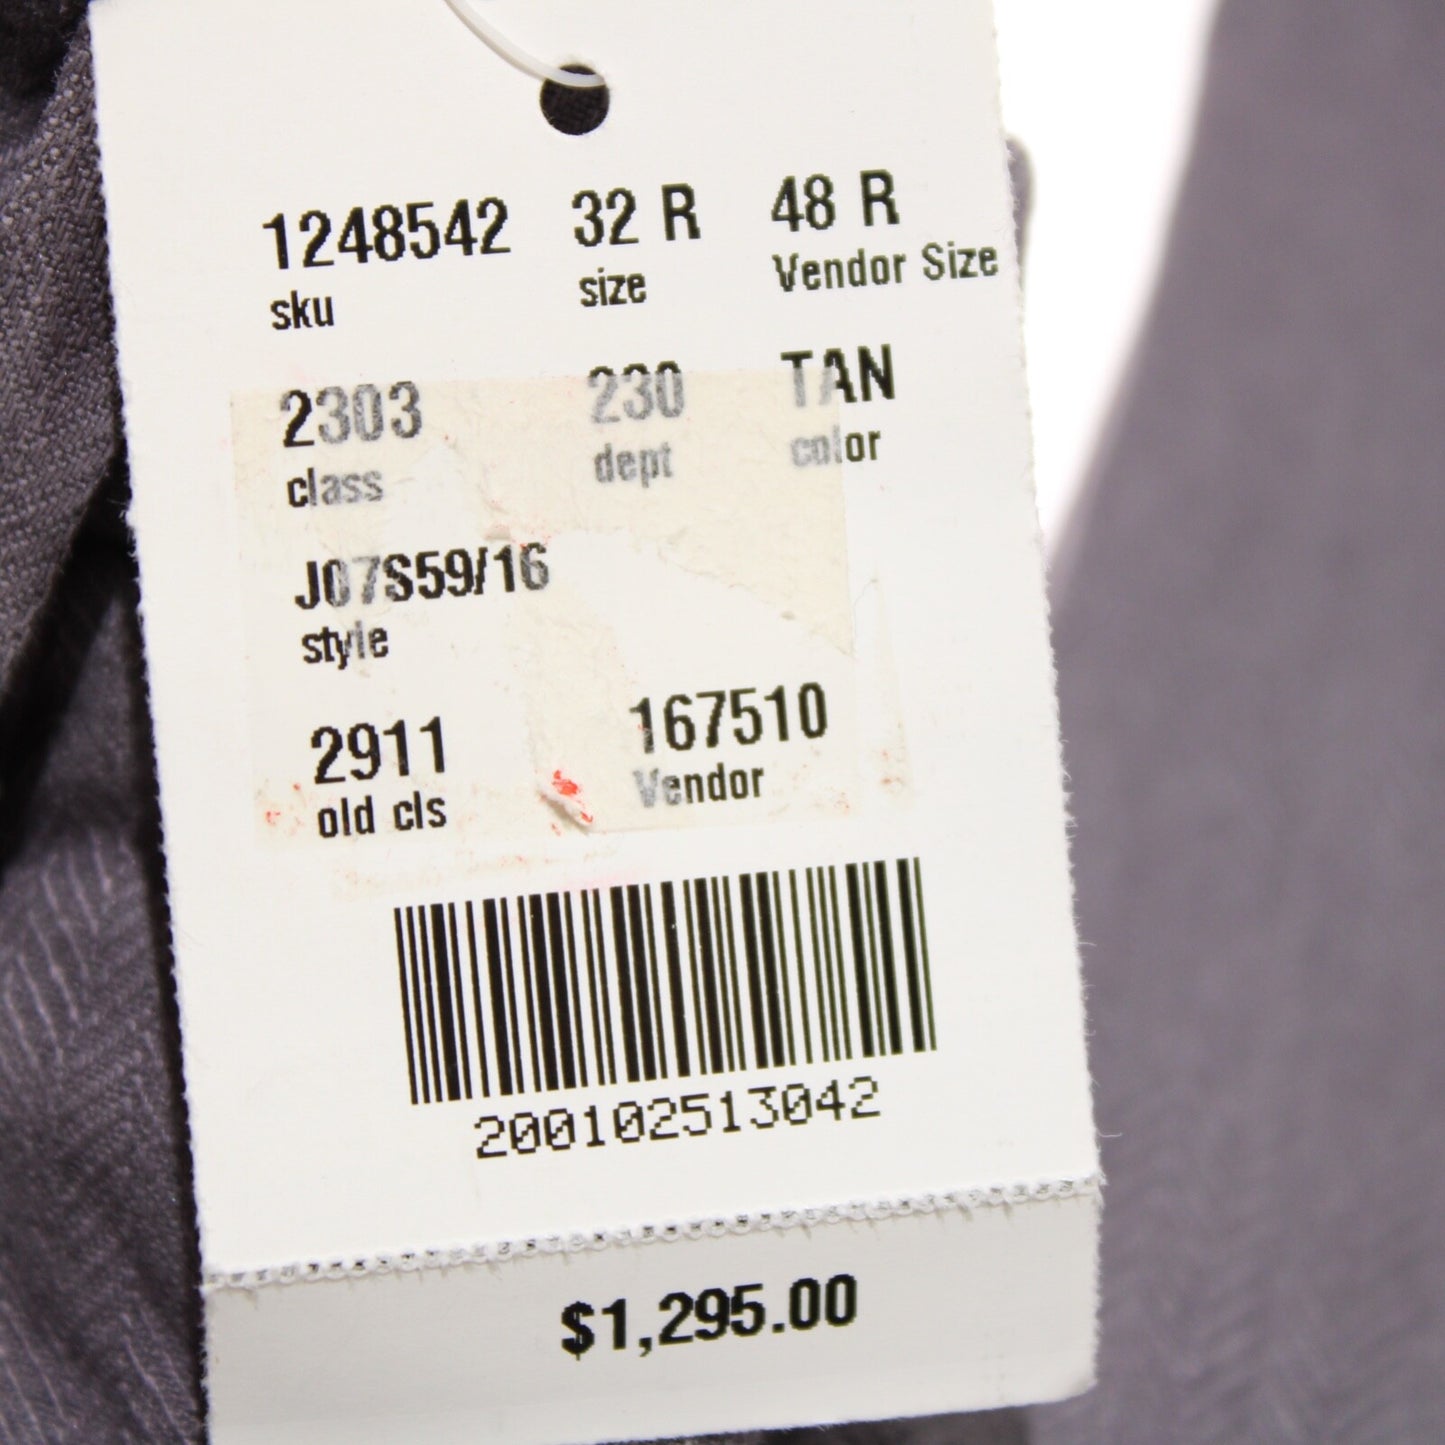 1248542 32 R 48 R
sku size Vendor Size
2303 230 TAN
class dept color
J07S59/16
style
2911 167510
old cls Vendor
200102513042
$1,295.00